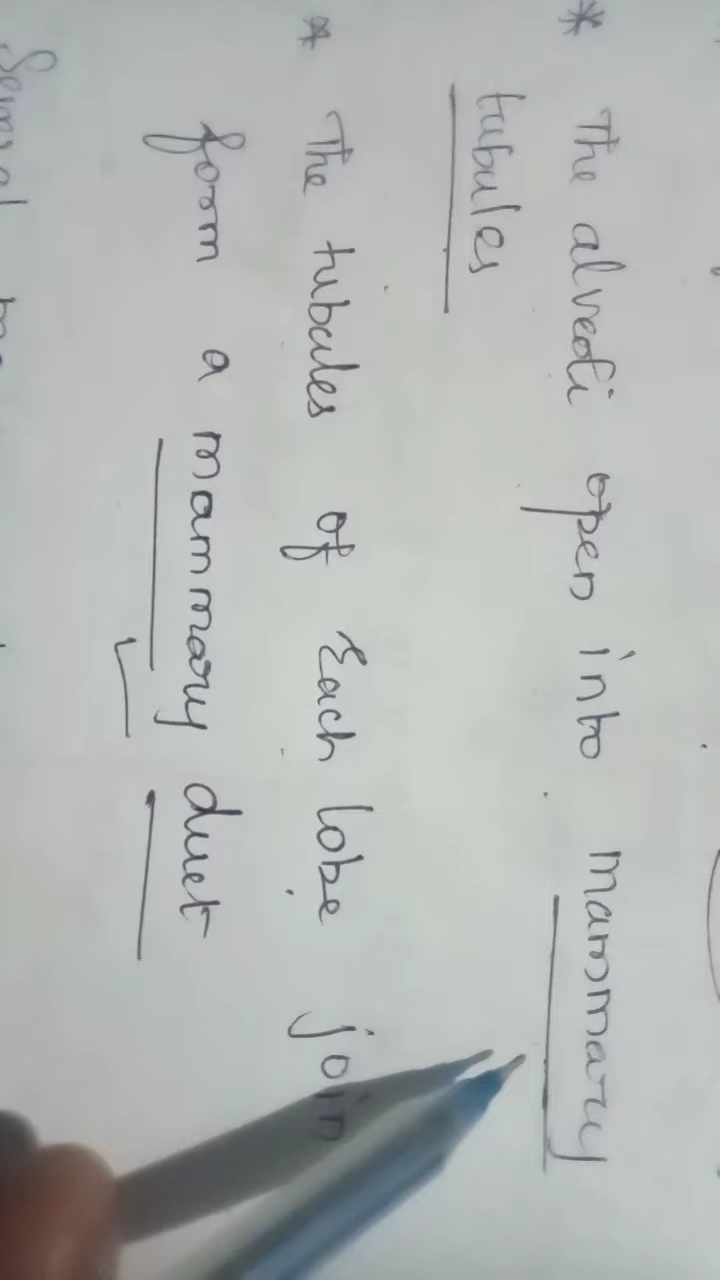 * The alveoli open into mammary
tubules
* The tubules of Each lobe join
form a mammary duct